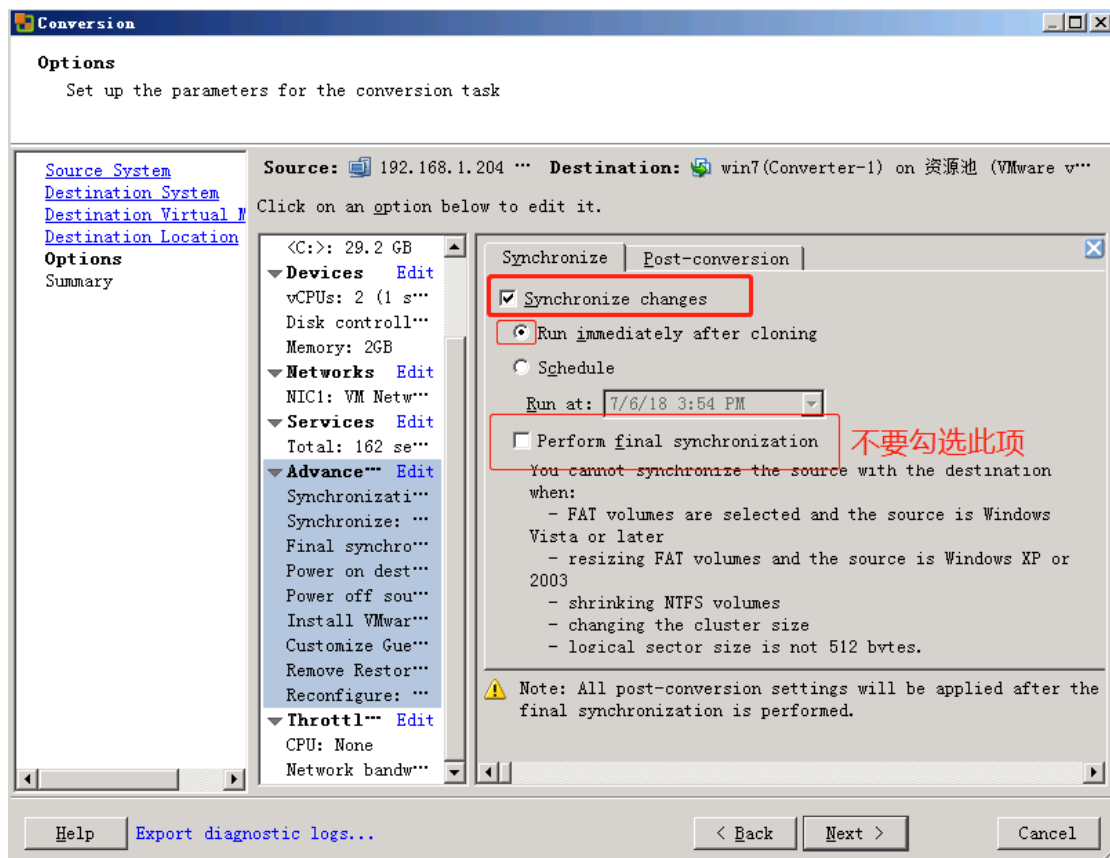 Conversion
Options
Set up the parameters for the conversion task
Source System
Destination System
Destination Virtual M
Destination Location
Options
Summary
Source: 192.168.1.204 … Destination: win7(Converter-1) on 资源池 (VMware v…
Click on an option below to edit it.
<C:>: 29.2 GB
Devices Edit
vCPUs: 2 (1 s…
Disk controll…
Memory: 2GB
Networks Edit
NIC1: VM Netw…
Services Edit
Total: 162 se…
Advance… Edit
Synchronizati…
Synchronize: …
Final synchro…
Power on dest…
Power off sou…
Install VMwar…
Customize Gue…
Remove Restor…
Reconfigure: …
Throttl… Edit
CPU: None
Network bandw…
Synchronize Post-conversion
Synchronize changes
Run immediately after cloning
Schedule
Run at: 7/6/18 3:54 PM
Perform final synchronization 不要勾选此项
You cannot synchronize the source with the destination
when:
- FAT volumes are selected and the source is Windows
Vista or later
- resizing FAT volumes and the source is Windows XP or
2003
- shrinking NTFS volumes
- changing the cluster size
- logical sector size is not 512 bytes.
Note: All post-conversion settings will be applied after the
final synchronization is performed.
Help Export diagnostic logs... < Back Next > Cancel